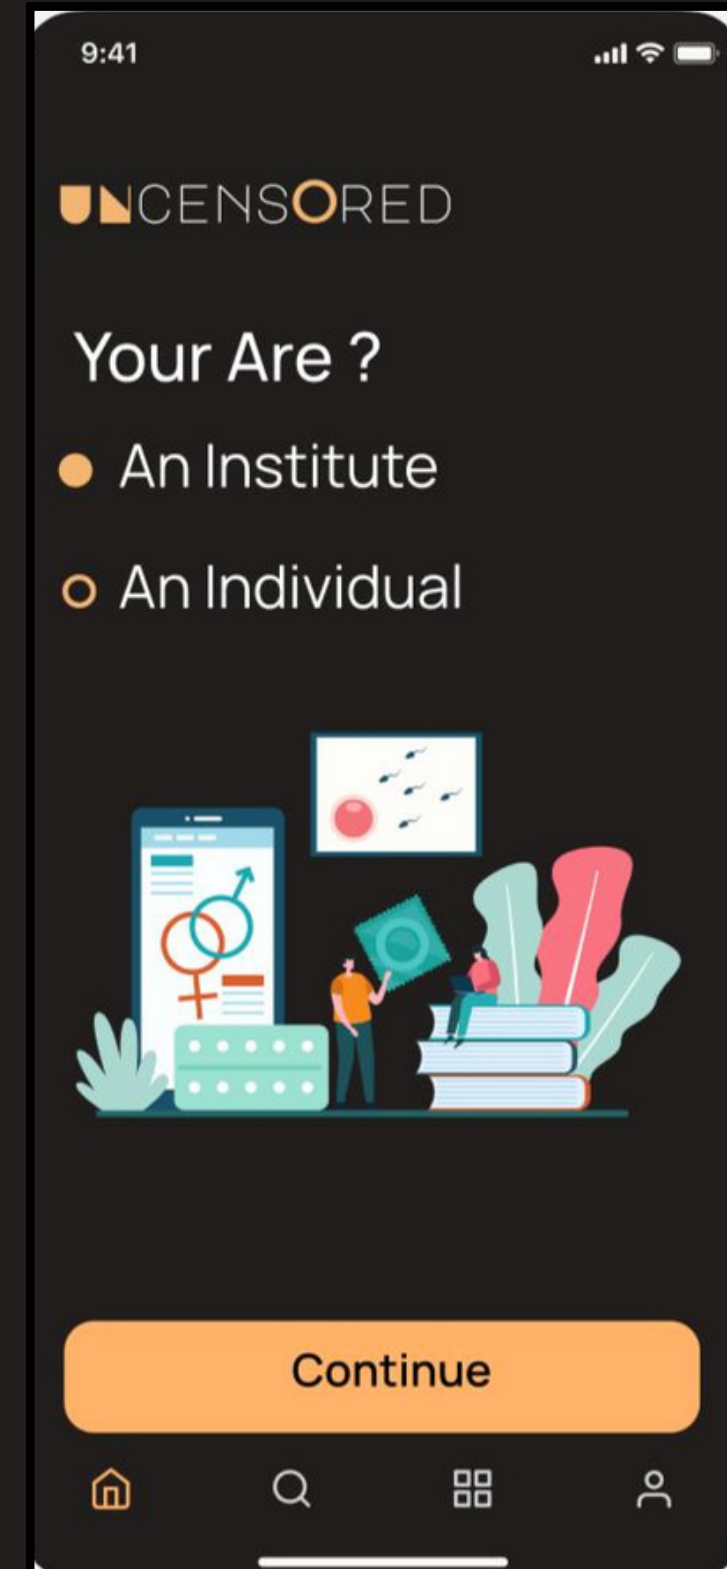 9:41
UNCENSORED
Your Are ?
An Institute
An Individual
Continue